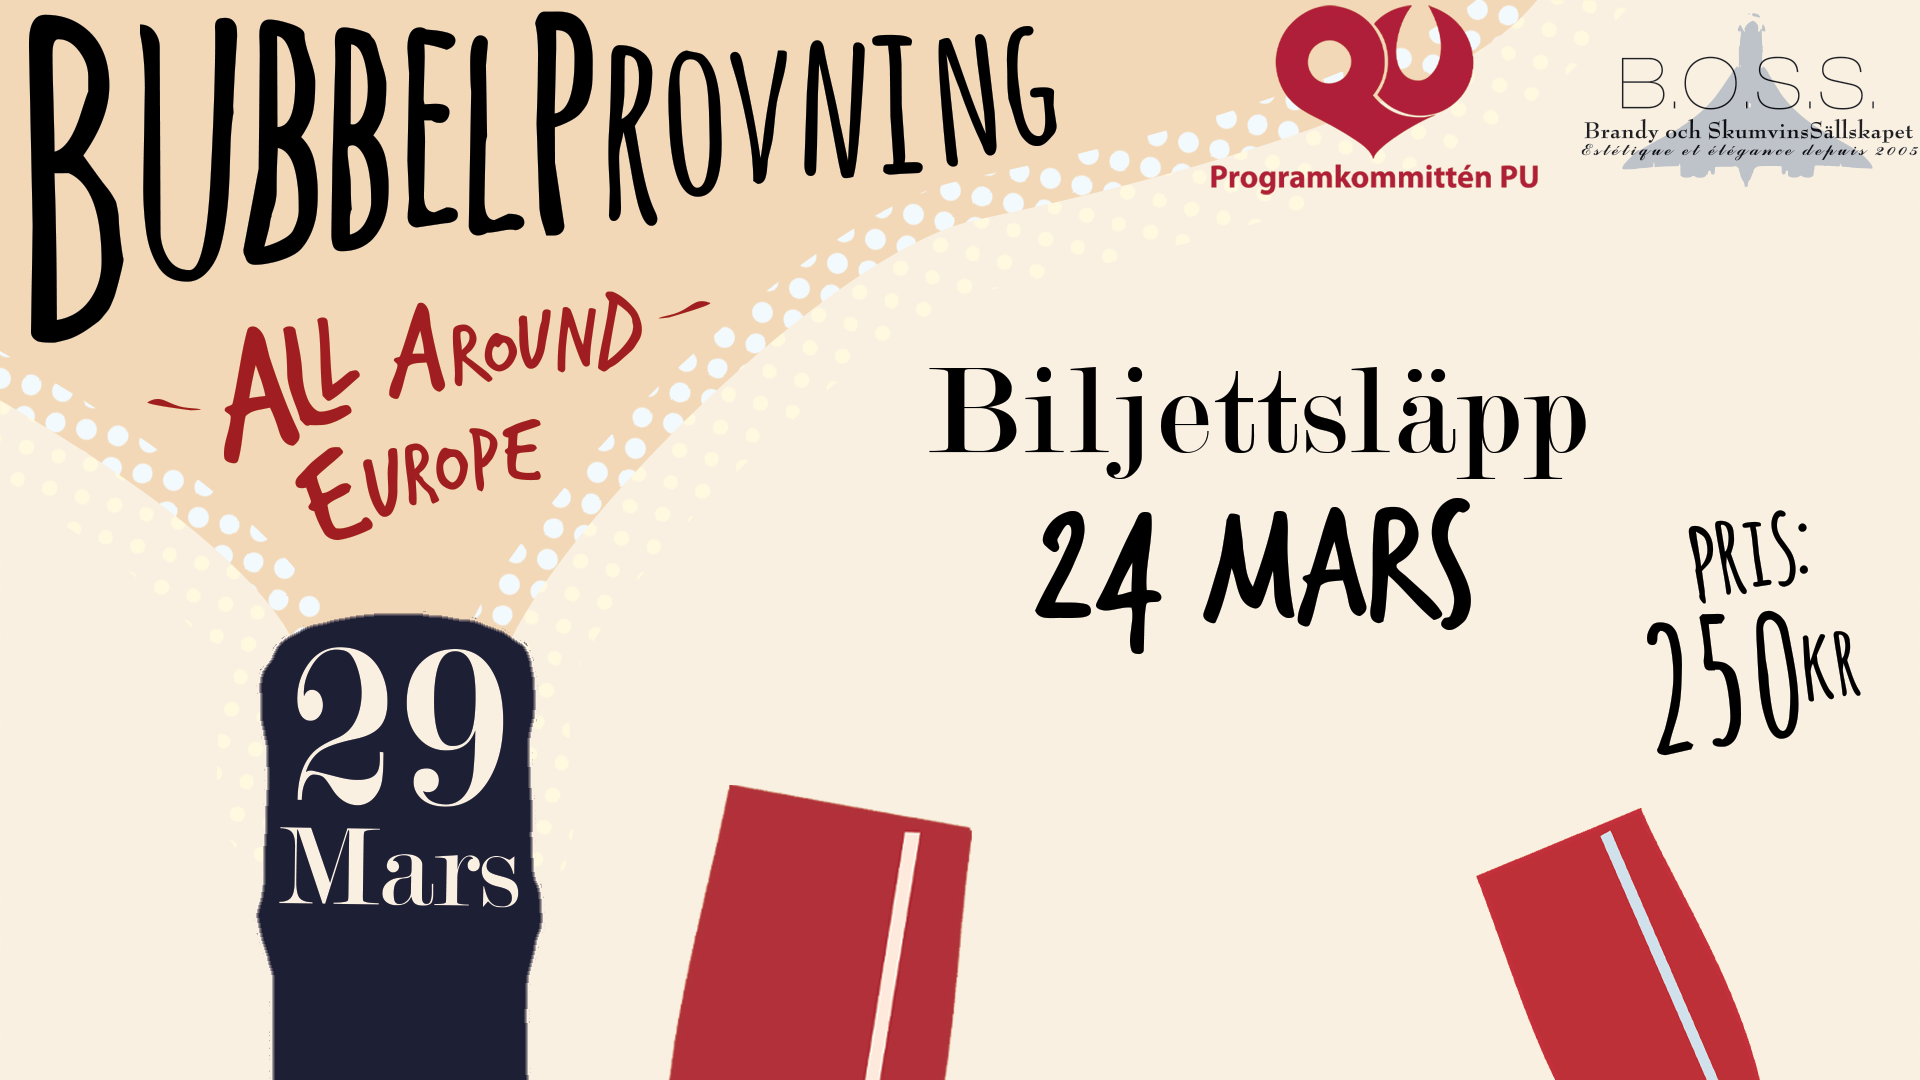 BUBBELPROVNING
- ALL AROUND -
EUROPE
Programkommittén PU
B.O.S.S.
Brandy och SkumvinsSällskapet
Estétique et élégance depuis 2005
Biljettsläpp
24 MARS
PRIS:
250KR
29
Mars